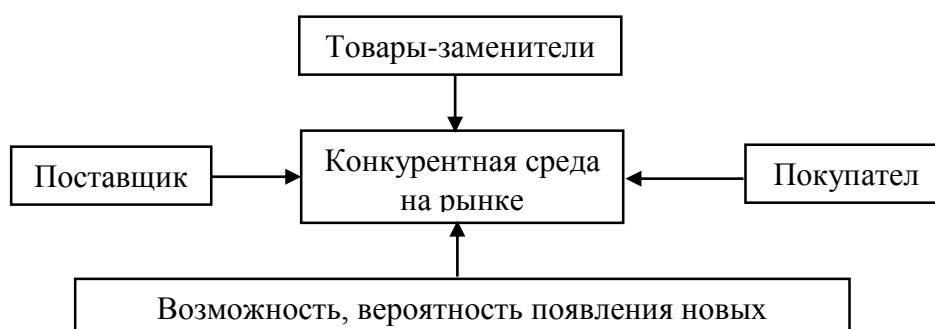 Товары-заменители
Конкурентная среда
на рынке
Поставщик
Покупател
Возможность, вероятность появления новых